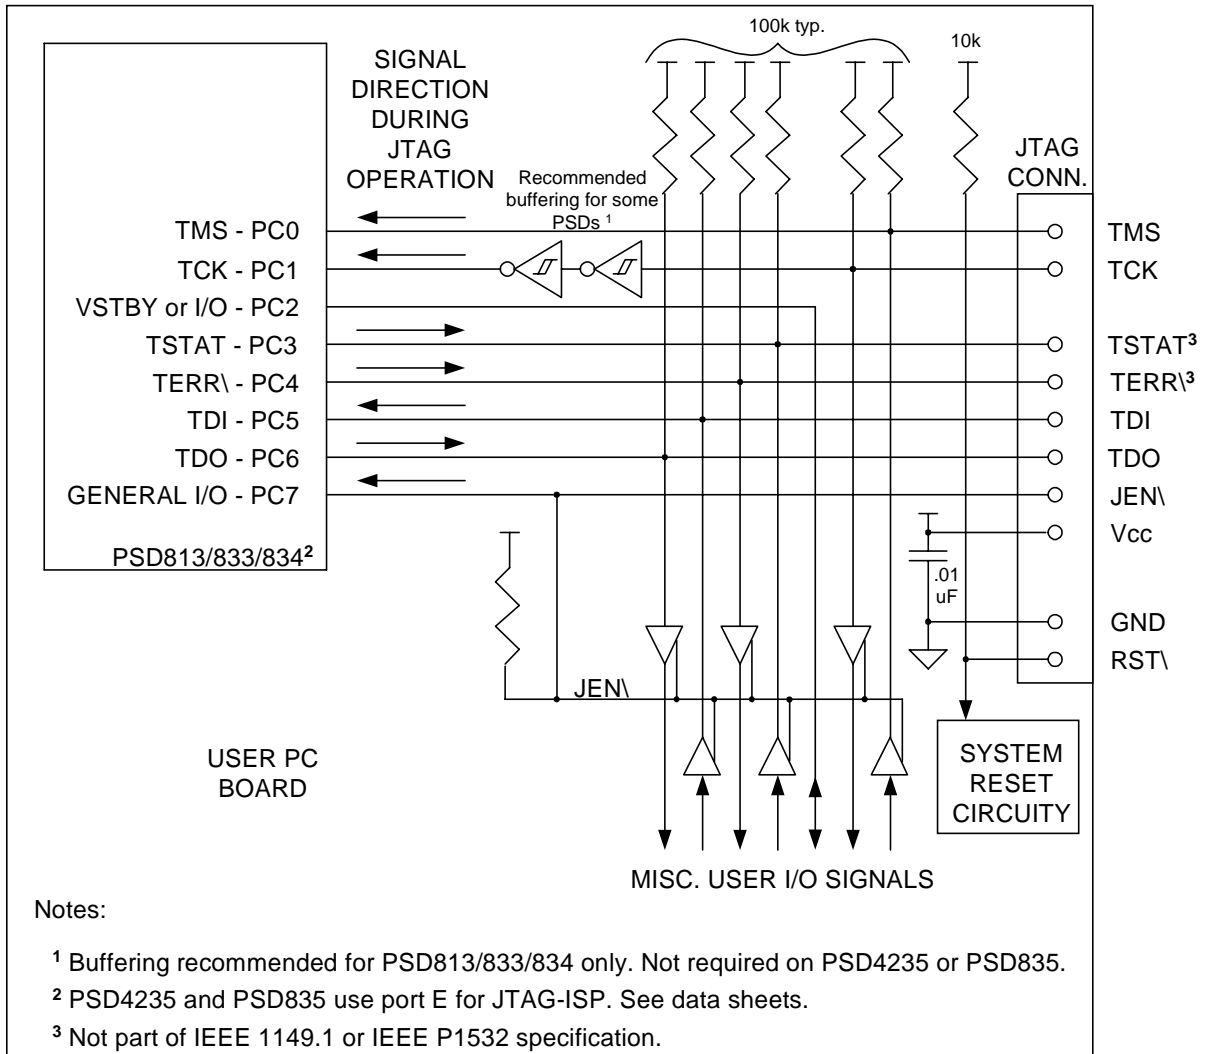 100k typ.
10k
SIGNAL
DIRECTION
DURING
JTAG
OPERATION
Recommended
buffering for some
PSDs ¹
JTAG
CONN.
TMS - PC0
TCK - PC1
VSTBY or I/O - PC2
TSTAT - PC3
TERR\ - PC4
TDI - PC5
TDO - PC6
GENERAL I/O - PC7
PSD813/833/834²
TMS
TCK
TSTAT³
TERR\³
TDI
TDO
JEN\
Vcc
GND
RST\
.01
uF
JEN\
USER PC
BOARD
SYSTEM
RESET
CIRCUITY
MISC. USER I/O SIGNALS
Notes:
¹ Buffering recommended for PSD813/833/834 only. Not required on PSD4235 or PSD835.
² PSD4235 and PSD835 use port E for JTAG-ISP. See data sheets.
³ Not part of IEEE 1149.1 or IEEE P1532 specification.